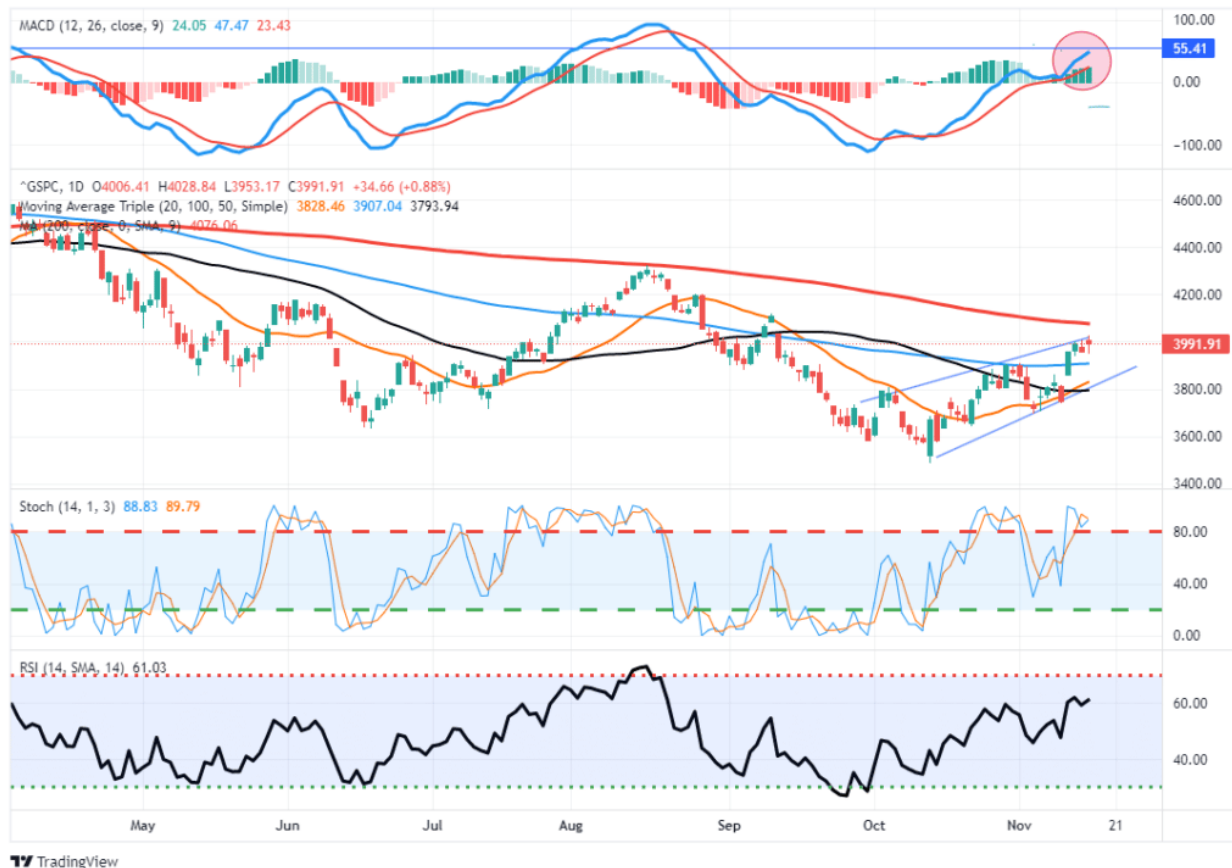 MACD (12, 26, close, 9) 24.05 47.47 23.43
100.00
55.41
0.00
−100.00
^GSPC, 1D O4006.41 H4028.84 L3953.17 C3991.91 +34.66 (+0.88%)
Moving Average Triple (20, 100, 50, Simple) 3828.46 3907.04 3793.94
MA (200, close, 0, SMA, 9) 4076.06
4600.00
4400.00
4200.00
3991.91
3800.00
3600.00
3400.00
Stoch (14, 1, 3) 88.83 89.79
80.00
40.00
0.00
RSI (14, SMA, 14) 61.03
60.00
40.00
May Jun Jul Aug Sep Oct Nov 21
TradingView